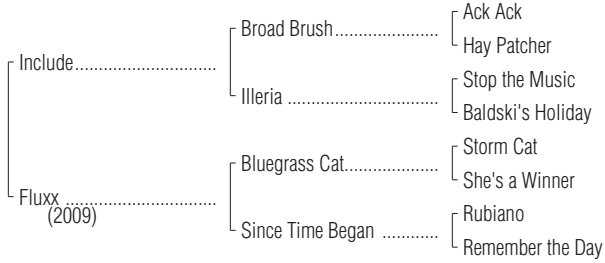 Ack Ack
Broad Brush....................
Hay Patcher
Include...........................
Stop the Music
Illeria .............................
Baldski's Holiday
Storm Cat
Bluegrass Cat..................
She's a Winner
Fluxx .............................
(2009)
Rubiano
Since Time Began ...........
Remember the Day